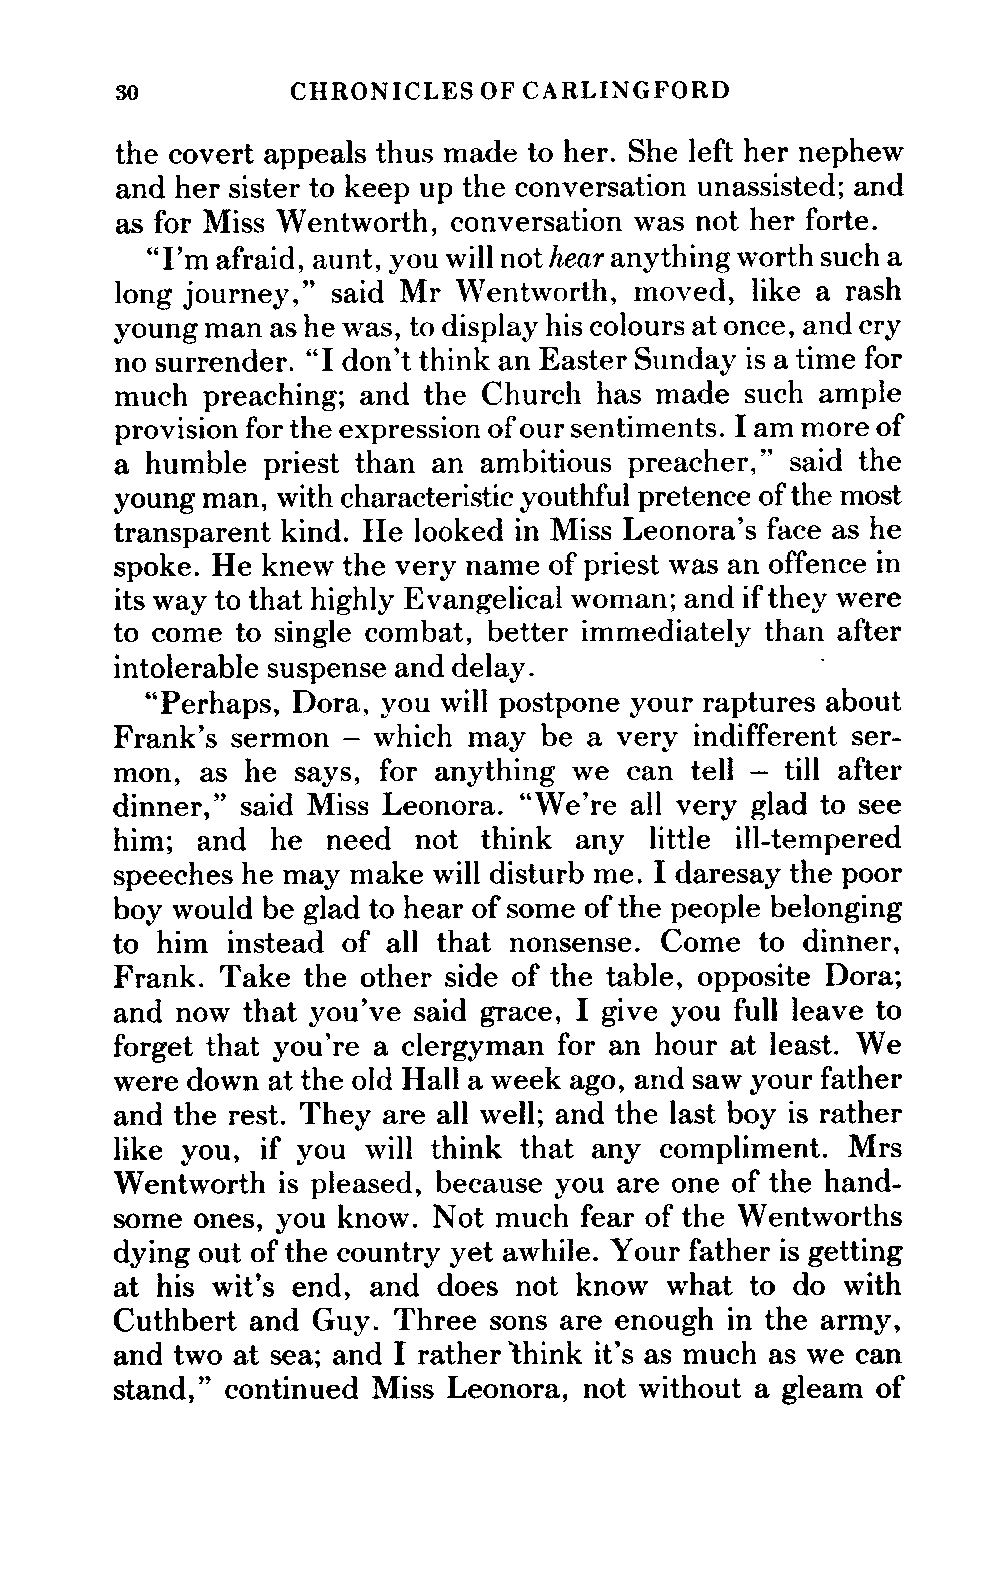 30 CHRONICLES OF CARLINGFORD
the covert appeals thus made to her. She left her nephew
and her sister to keep up the conversation unassisted; and
as for Miss Wentworth, conversation was not her forte.
“I’m afraid, aunt, you will not hear anything worth such a
long journey,” said Mr Wentworth, moved, like a rash
young man as he was, to display his colours at once, and cry
no surrender. “I don’t think an Easter Sunday is a time for
much preaching; and the Church has made such ample
provision for the expression of our sentiments. I am more of
a humble priest than an ambitious preacher,” said the
young man, with characteristic youthful pretence of the most
transparent kind. He looked in Miss Leonora’s face as he
spoke. He knew the very name of priest was an offence in
its way to that highly Evangelical woman; and if they were
to come to single combat, better immediately than after
intolerable suspense and delay.
“Perhaps, Dora, you will postpone your raptures about
Frank’s sermon – which may be a very indifferent ser-
mon, as he says, for anything we can tell – till after
dinner,” said Miss Leonora. “We’re all very glad to see
him; and he need not think any little ill-tempered
speeches he may make will disturb me. I daresay the poor
boy would be glad to hear of some of the people belonging
to him instead of all that nonsense. Come to dinner,
Frank. Take the other side of the table, opposite Dora;
and now that you’ve said grace, I give you full leave to
forget that you’re a clergyman for an hour at least. We
were down at the old Hall a week ago, and saw your father
and the rest. They are all well; and the last boy is rather
like you, if you will think that any compliment. Mrs
Wentworth is pleased, because you are one of the hand-
some ones, you know. Not much fear of the Wentworths
dying out of the country yet awhile. Your father is getting
at his wit’s end, and does not know what to do with
Cuthbert and Guy. Three sons are enough in the army,
and two at sea; and I rather think it’s as much as we can
stand,” continued Miss Leonora, not without a gleam of